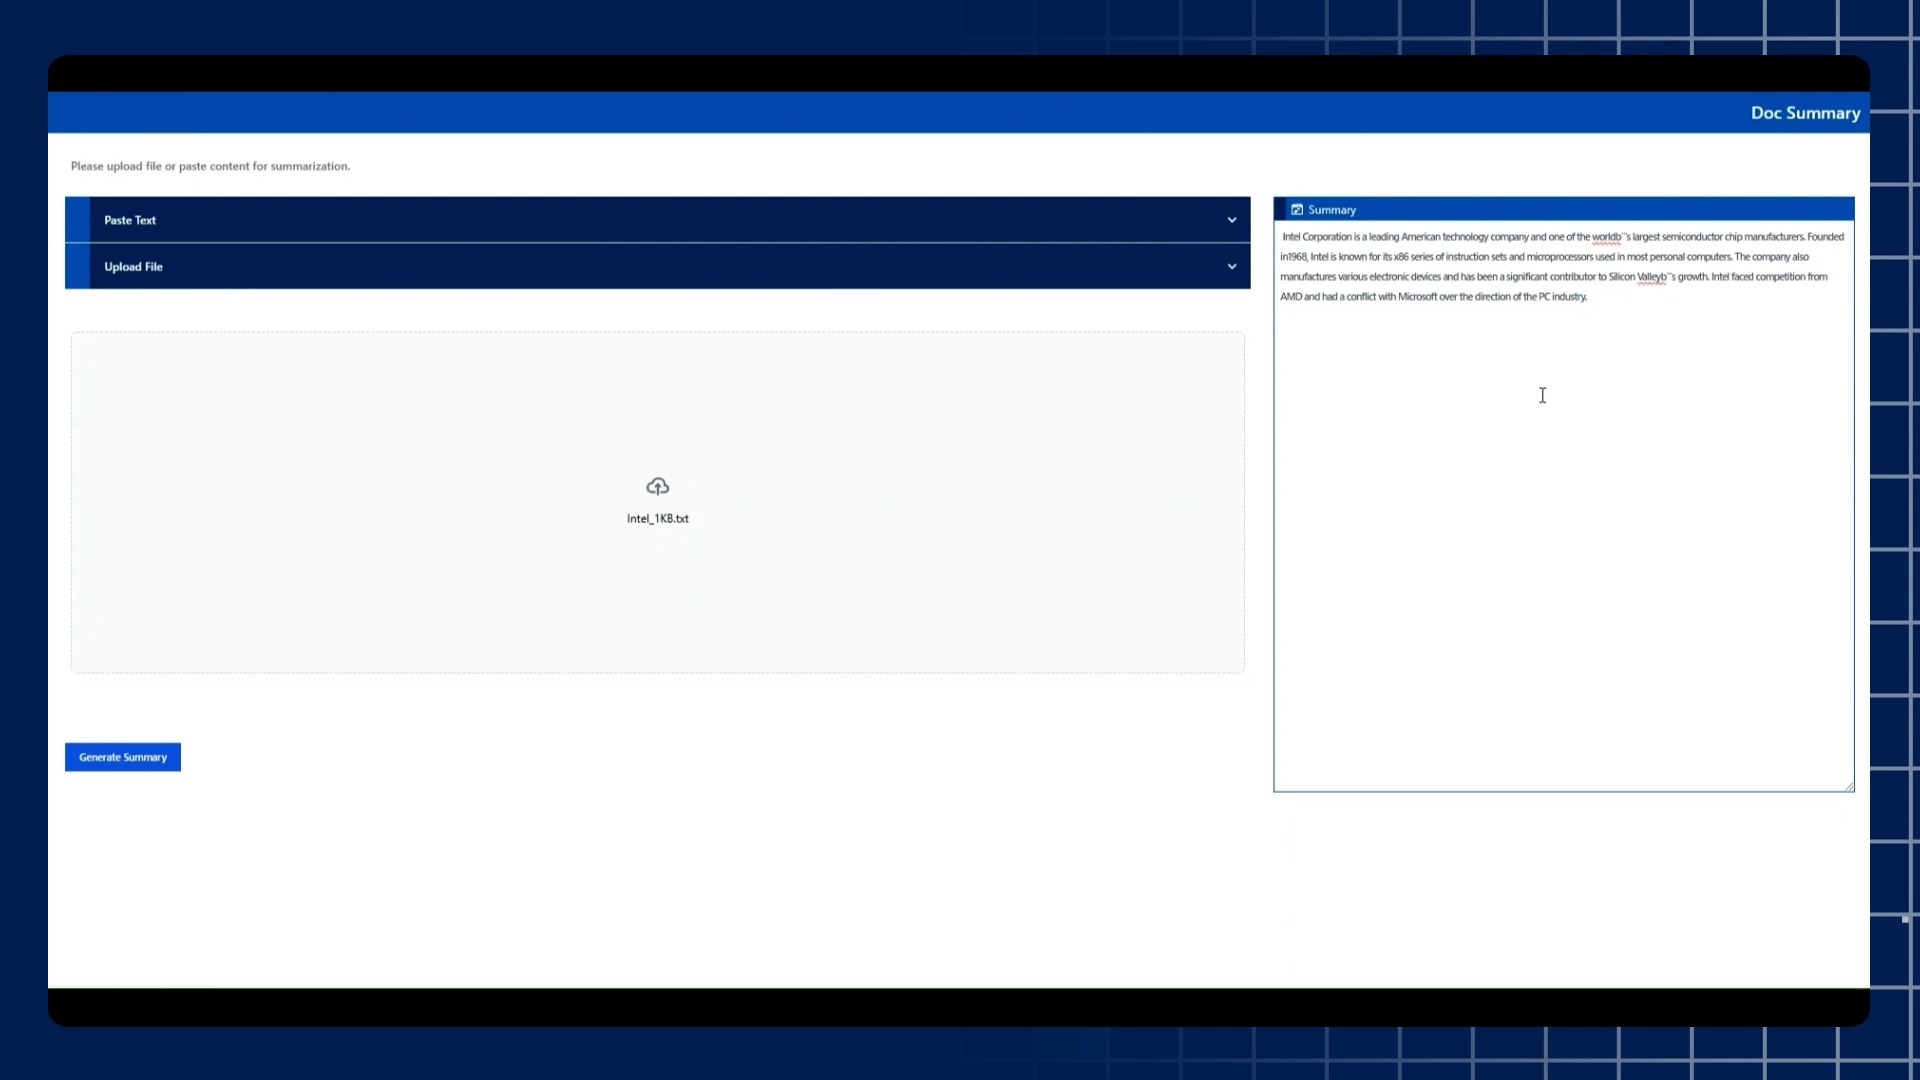 Doc Summary
Please upload file or paste content for summarization.
Paste Text
Upload File
Intel_1KB.txt
Generate Summary
Summary
Intel Corporation is a leading American technology company and one of the worldb˜'s largest semiconductor chip manufacturers. Founded
in1968, Intel is known for its x86 series of instruction sets and microprocessors used in most personal computers. The company also
manufactures various electronic devices and has been a significant contributor to Silicon Valleyb˜'s growth. Intel faced competition from
AMD and had a conflict with Microsoft over the direction of the PC industry.